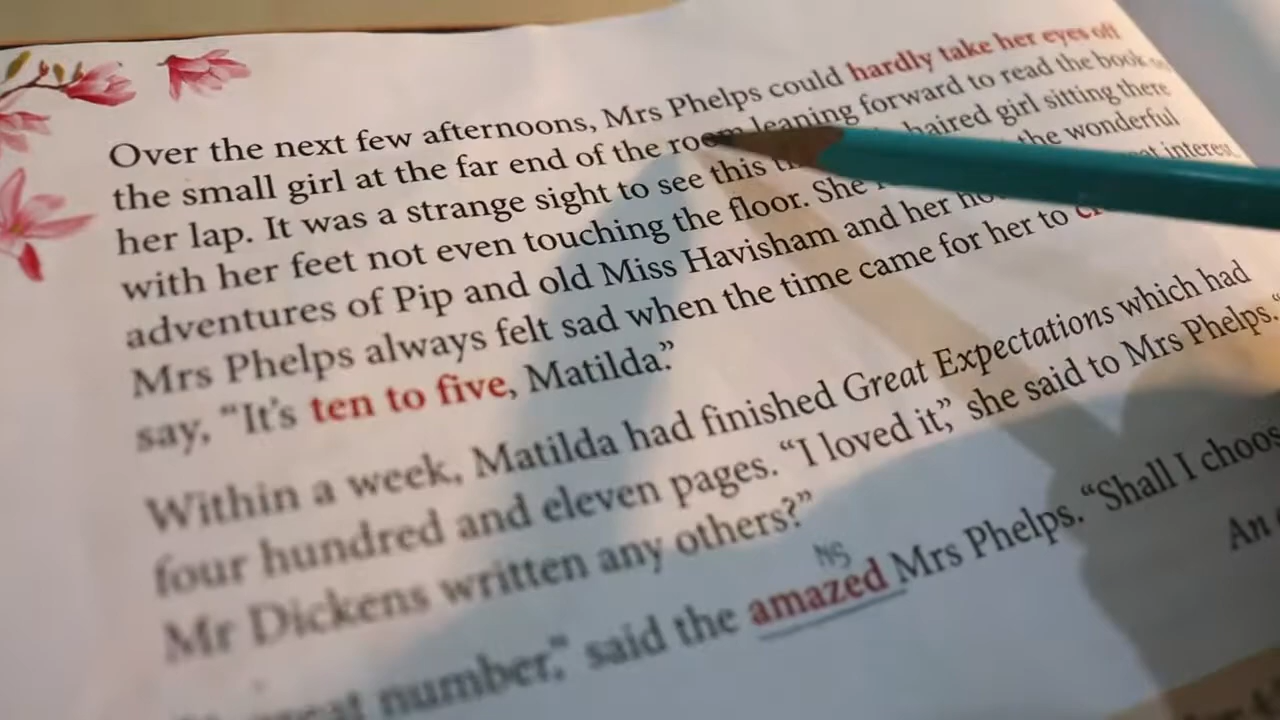 Over the next few afternoons, Mrs Phelps could hardly take her eyes off
the small girl at the far end of the room leaning forward to read the book on
her lap. It was a strange sight to see this haired girl sitting there
with her feet not even touching the floor. She the wonderful
adventures of Pip and old Miss Havisham and her interest
Mrs Phelps always felt sad when the time came for her to
say, “It’s ten to five, Matilda.”
Within a week, Matilda had finished Great Expectations which had
four hundred and eleven pages. “I loved it,” she said to Mrs Phelps. “
Mr Dickens written any others?”
NS
great number,” said the amazed Mrs Phelps. “Shall I choos
An